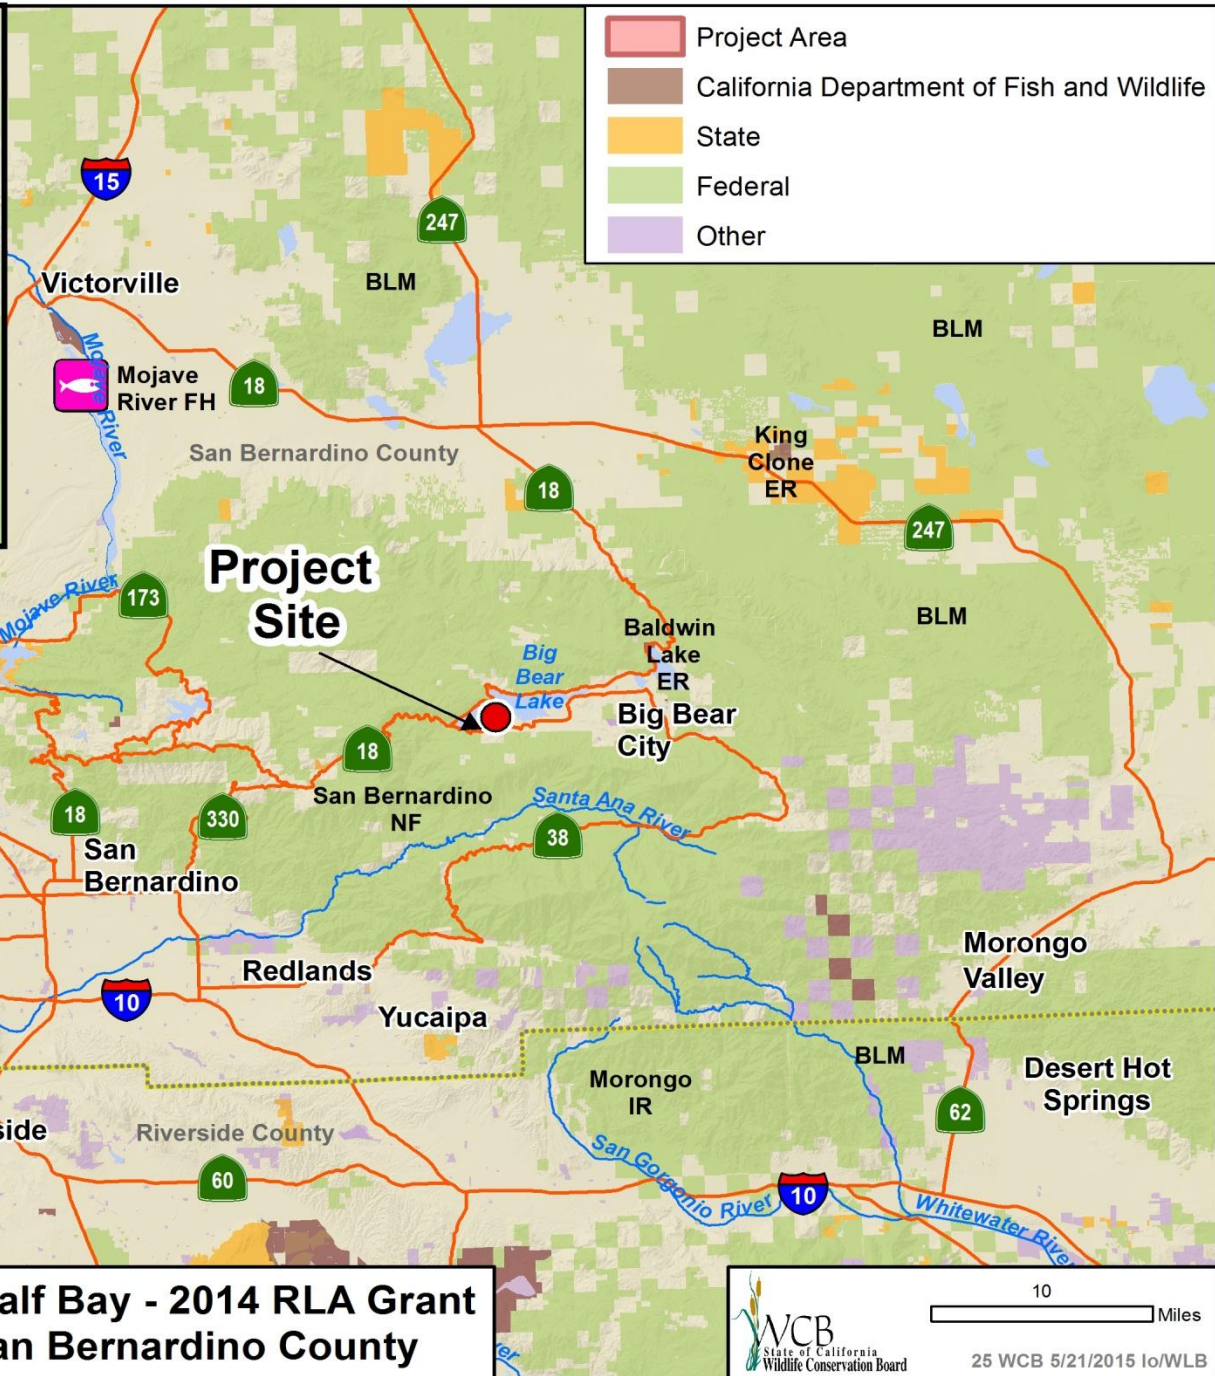 Project Area
California Department of Fish and Wildlife
State
Federal
Other
15
247
Victorville
BLM
BLM
Mojave River
Mojave
River FH
18
King
Clone
ER
San Bernardino County
18
247
Project
Site
173
Mojave River
BLM
Baldwin
Lake
ER
Big
Bear
Lake
Big Bear
City
18
San Bernardino
NF
Santa Ana River
18
330
38
San
Bernardino
Morongo
Valley
Redlands
10
Yucaipa
BLM
Desert Hot
Springs
Morongo
IR
62
side
Riverside County
San Gorgonio River
60
10
Whitewater River
alf Bay - 2014 RLA Grant
an Bernardino County
ver
WCB
State of California
Wildlife Conservation Board
10
Miles
25 WCB 5/21/2015 lo/WLB